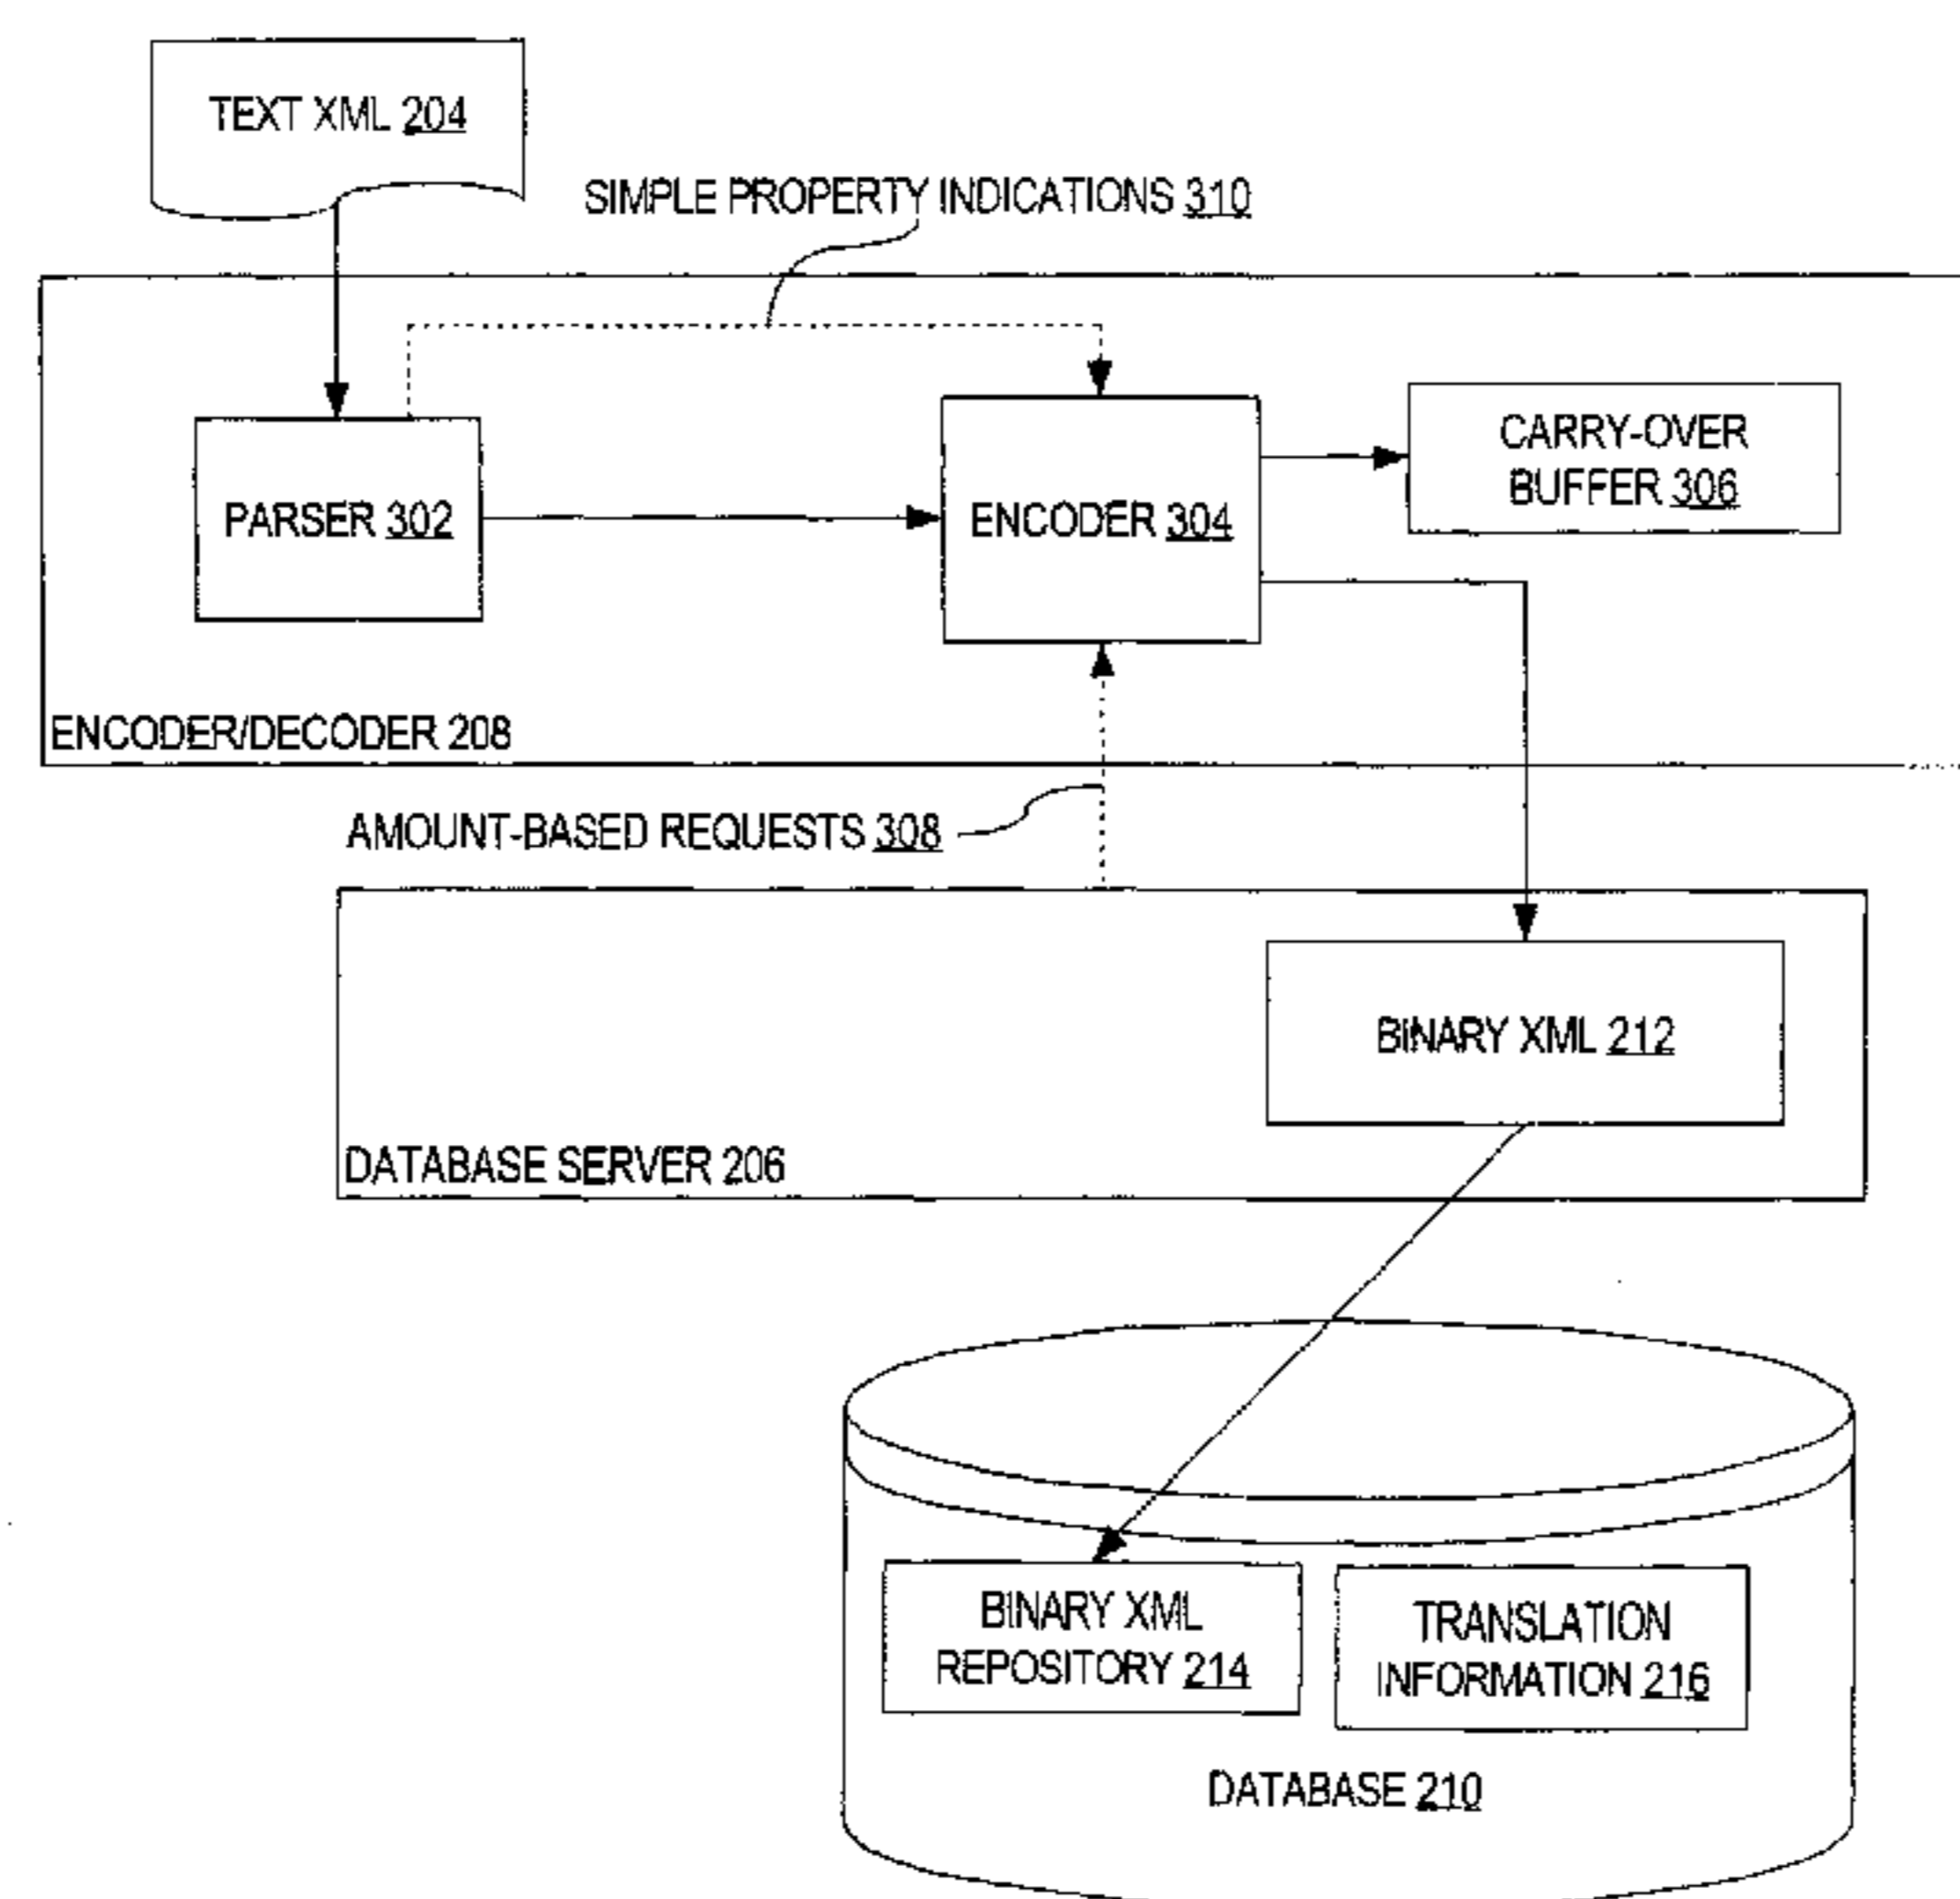 TEXT XML 204
SIMPLE PROPERTY INDICATIONS 310
CARRY-OVER
BUFFER 306
PARSER 302
ENCODER 304
ENCODER/DECODER 208
AMOUNT-BASED REQUESTS 308
BINARY XML 212
DATABASE SERVER 206
BINARY XML
REPOSITORY 214
TRANSLATION
INFORMATION 216
DATABASE 210